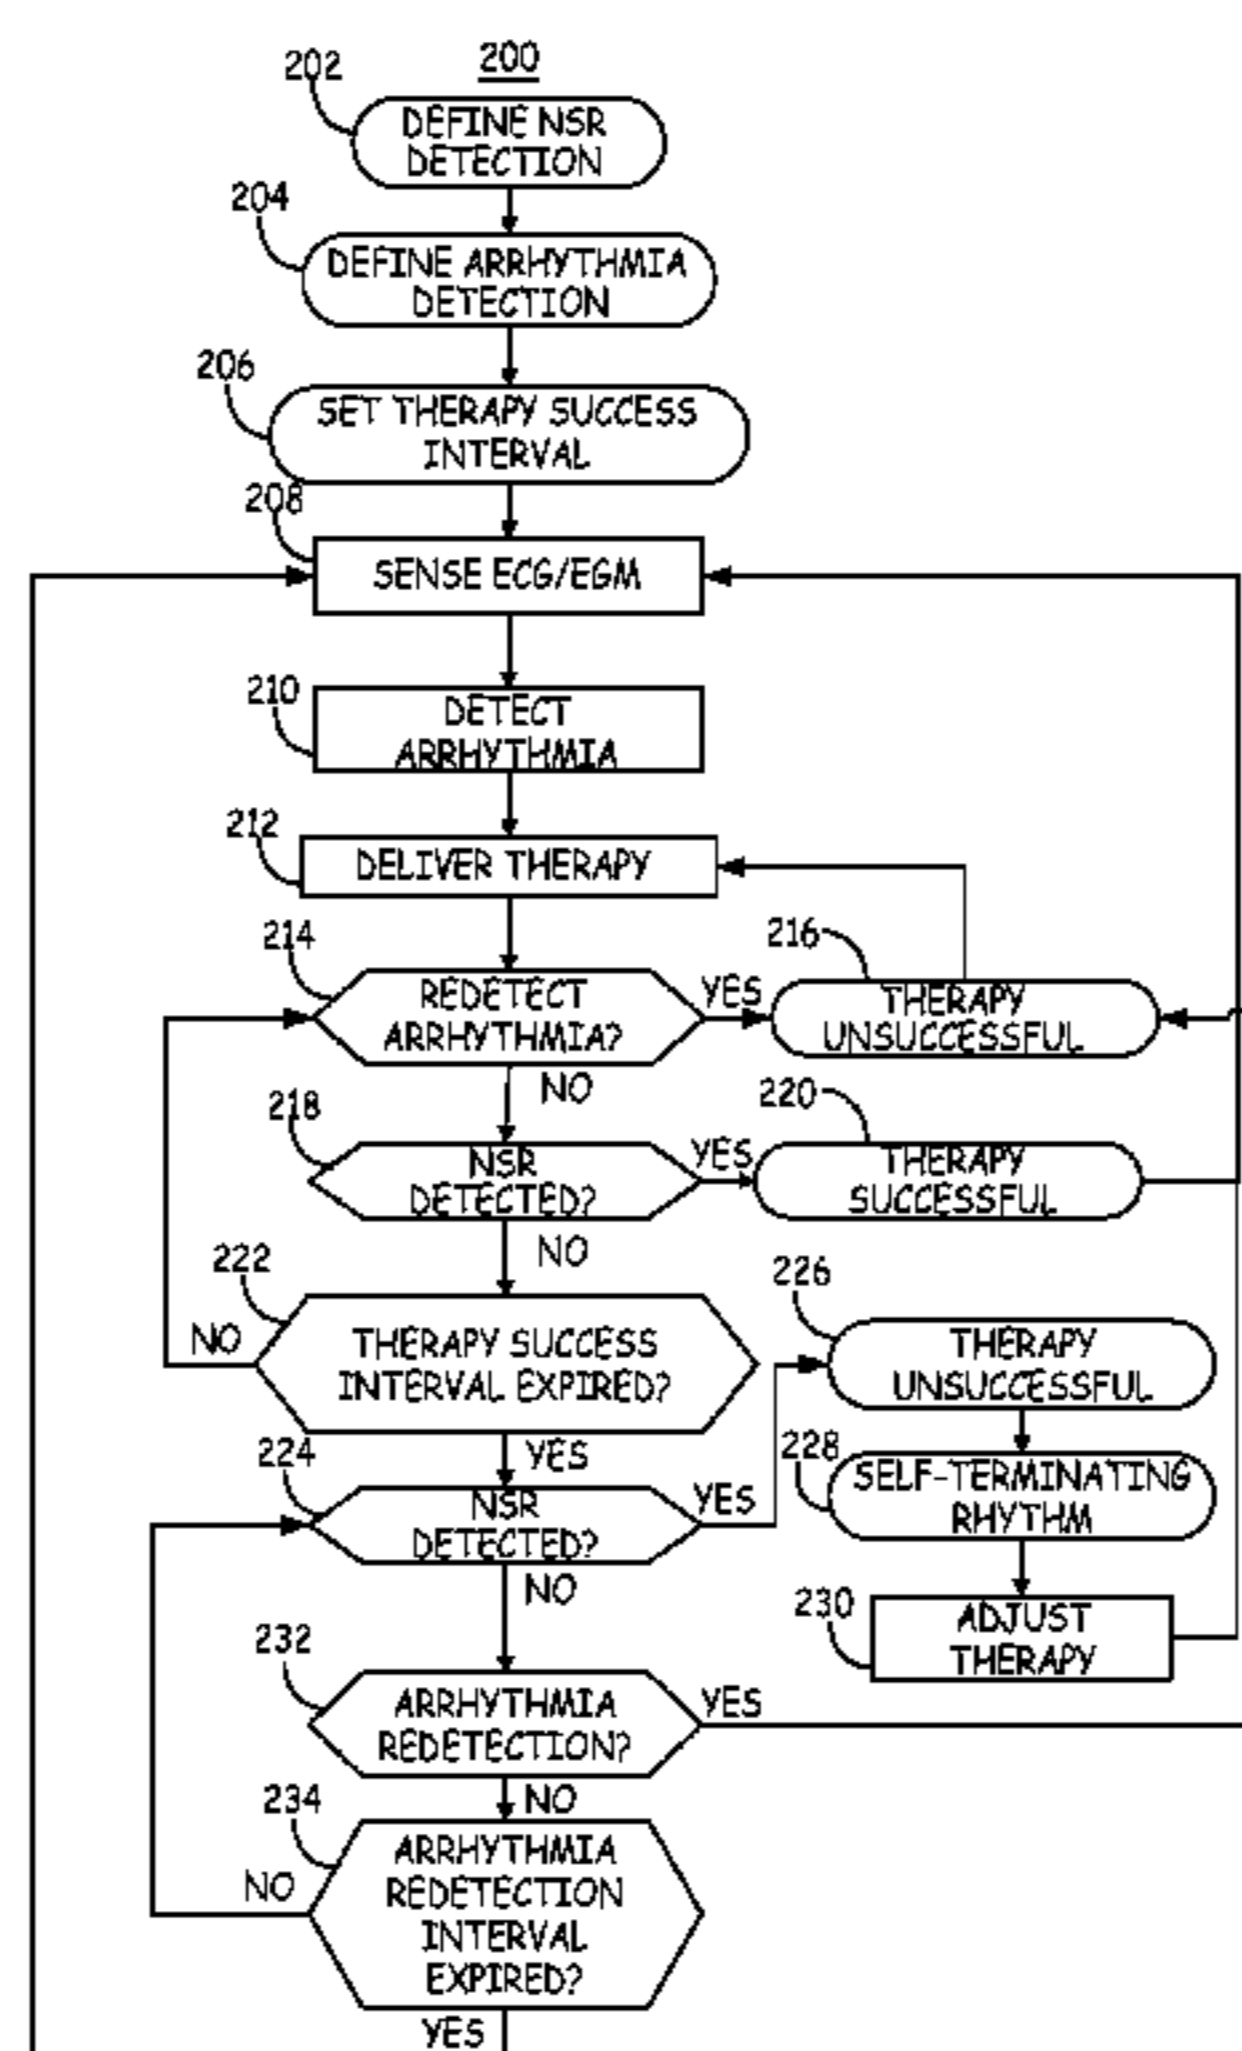 200
202
DEFINE NSR
DETECTION
204
DEFINE ARRHYTHMIA
DETECTION
206
SET THERAPY SUCCESS
INTERVAL
208
SENSE ECG/EGM
210
DETECT
ARRHYTHMIA
212
DELIVER THERAPY
214
REDETECT
ARRHYTHMIA?
YES
216
THERAPY
UNSUCCESSFUL
NO
218
NSR
DETECTED?
YES
220
THERAPY
SUCCESSFUL
NO
222
THERAPY SUCCESS
INTERVAL EXPIRED?
NO
YES
224
NSR
DETECTED?
YES
226
THERAPY
UNSUCCESSFUL
228
SELF-TERMINATING
RHYTHM
230
ADJUST
THERAPY
NO
232
ARRHYTHMIA
REDETECTION?
YES
NO
234
ARRHYTHMIA
REDETECTION
INTERVAL
EXPIRED?
NO
YES